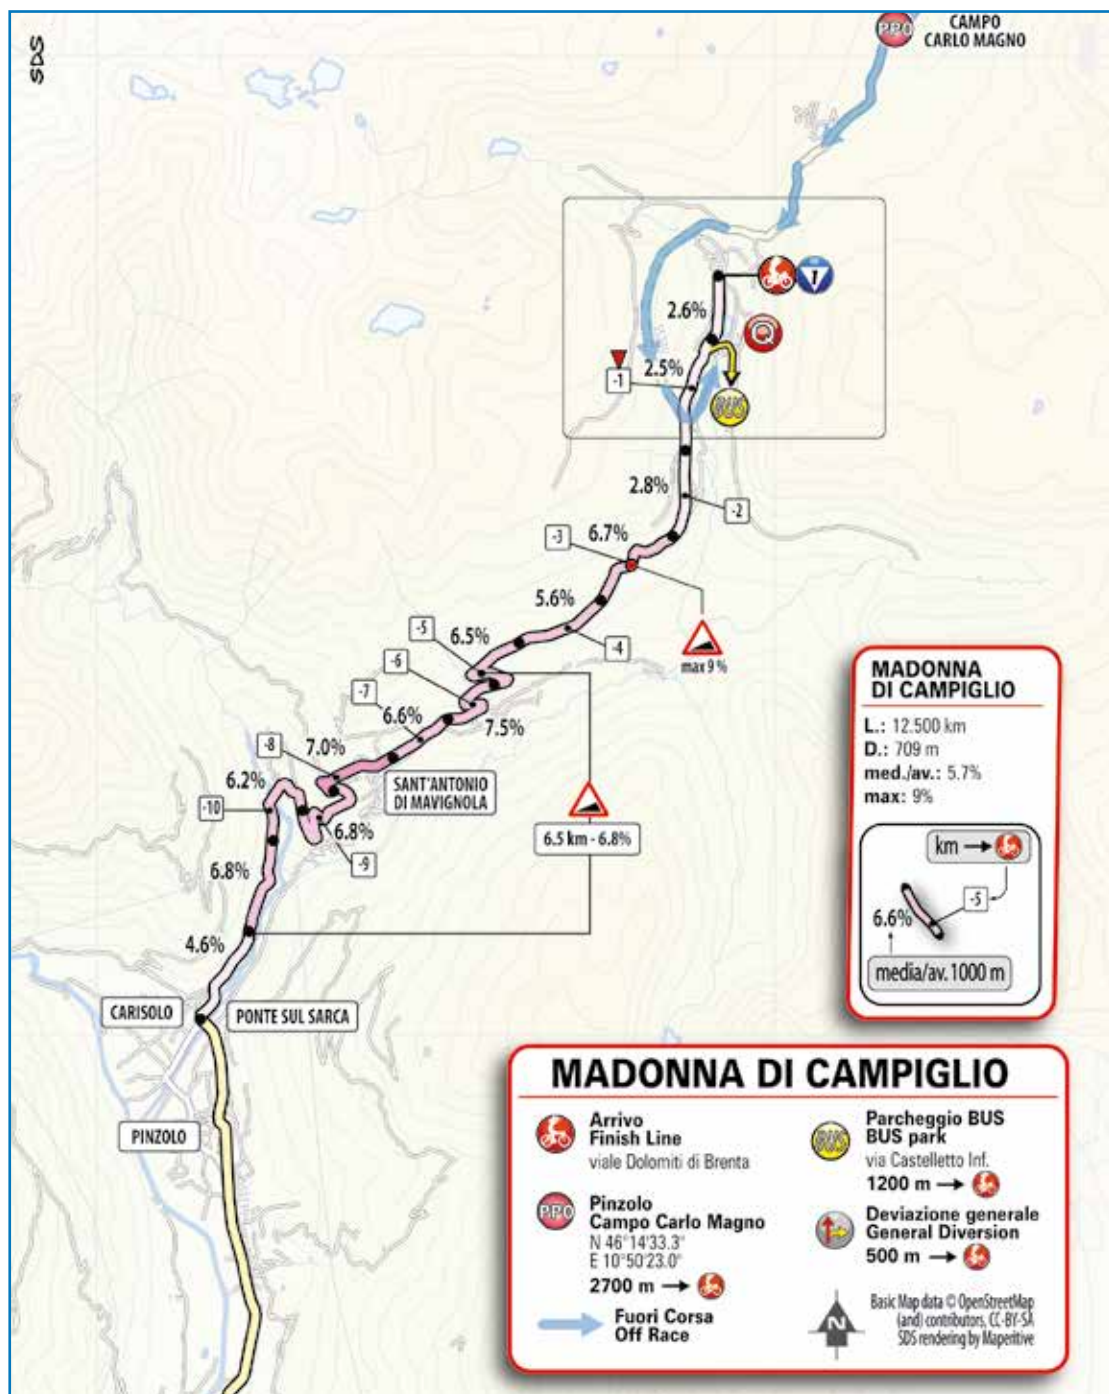 SDS
PPO
CAMPO
CARLO MAGNO
1
2.6%
Q
2.5%
-1
BUS
2.8%
-2
6.7%
-3
5.6%
-4
max 9 %
-5
6.5%
-6
-7
6.6%
7.5%
-8
7.0%
6.2%
SANT'ANTONIO
DI MAVIGNOLA
-10
6.8%
-9
6.5 km - 6.8%
6.8%
4.6%
CARISOLO
PONTE SUL SARCA
PINZOLO
MADONNA
DI CAMPIGLIO
L.: 12.500 km
D.: 709 m
med./av.: 5.7%
max: 9%
km
-5
6.6%
media/av. 1000 m
MADONNA DI CAMPIGLIO
Arrivo
Finish Line
viale Dolomiti di Brenta
PPO
Pinzolo
Campo Carlo Magno
N 46°14'33.3"
E 10°50'23.0"
2700 m
Fuori Corsa
Off Race
BUS
Parcheggio BUS
BUS park
via Castelletto Inf.
1200 m
Deviazione generale
General Diversion
500 m
N
Basic Map data © OpenStreetMap
(and) contributors, CC-BY-SA
SDS rendering by Maperitive